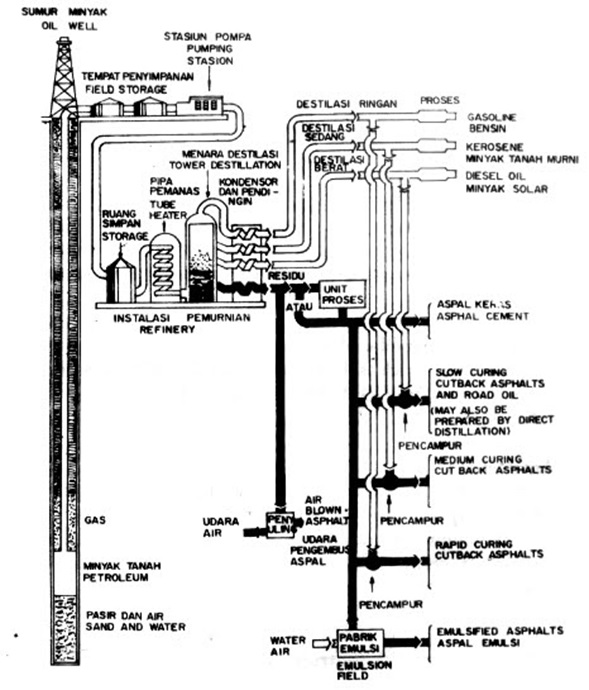 SUMUR MINYAK
OIL WELL
STASIUN POMPA
PUMPING
STASION
TEMPAT PENYIMPANAN
FIELD STORAGE
DISTILASI RINGAN
PROSES
GASOLINE
BENSIN
DESTILASI
SEDANG
KEROSENE
MINYAK TANAH MURNI
DESTILASI
BERAT
DIESEL OIL
MINYAK SOLAR
MENARA DESTILASI
TOWER DESTILLATION
PIPA
PEMANAS
KONDENSOR
DAN PENDI -
NGIN
TUBE
HEATER
RUANG
SIMPAN
STORAGE
RESIDU
ATAU
UNIT
PROSES
INSTALASI PEMURNIAN
REFINERY
ASPAL KERAS
ASPHAL CEMENT
SLOW CURING
CUTBACK ASPHALTS
AND ROAD OIL
(MAY ALSO BE
PREPARED BY DIRECT
DISTILLATION)
PENCAMPUR
MEDIUM CURING
CUT BACK ASPHALTS
PENCAMPUR
GAS
UDARA
AIR
PENY
ULING
AIR
BLOWN-
ASPHALT
UDARA
PENGEMBUS
ASPAL
RAPID CURING
CUTBACK ASPHALTS
PENCAMPUR
MINYAK TANAH
PETROLEUM
PASIR DAN AIR
SAND AND WATER
WATER
AIR
PABRIK
EMULSI
EMULSION
FIELD
EMULSIFIED ASPHALTS
ASPAL EMULSI